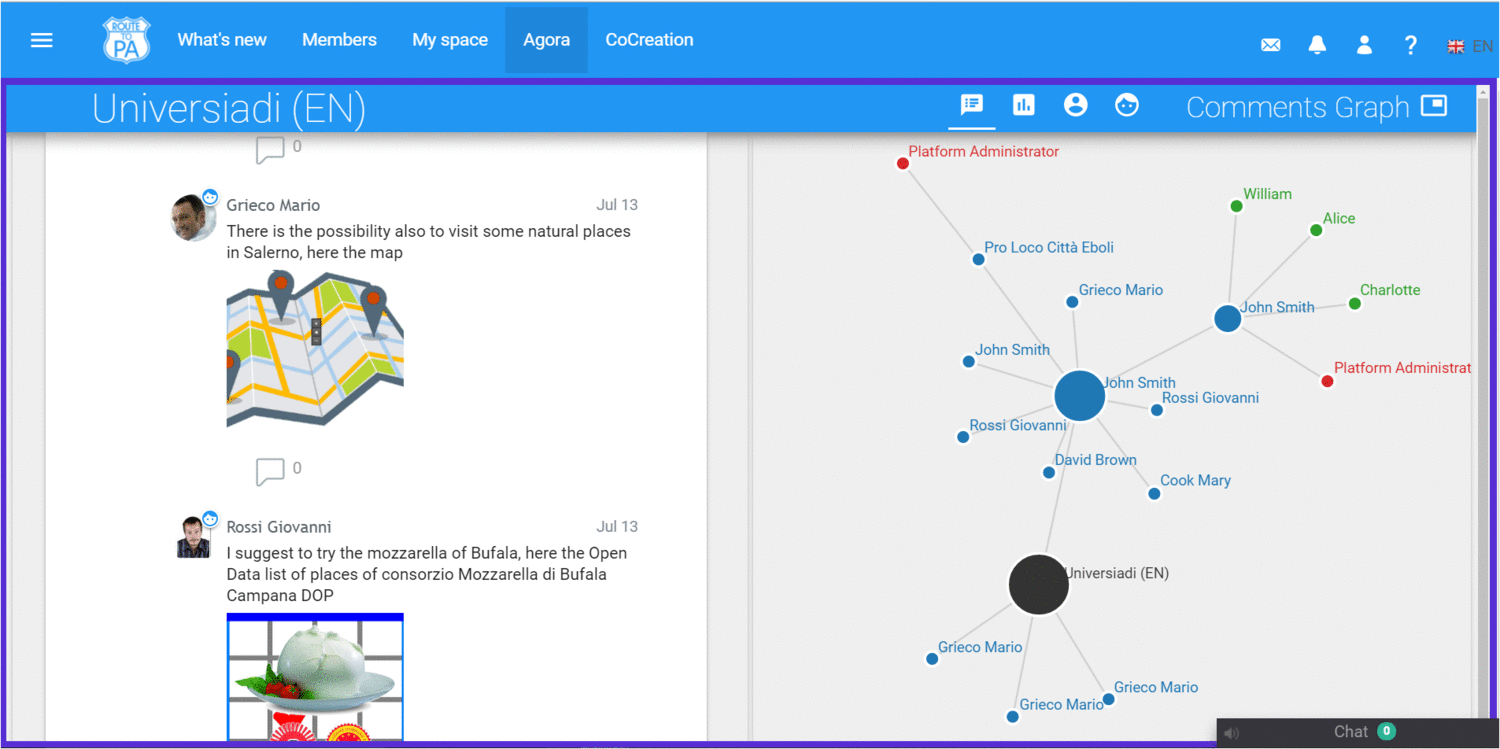 ROUTE
TO
PA
What's new
Members
My space
Agora
CoCreation
?
EN
Universiadi (EN)
Comments Graph
0
Grieco Mario
Jul 13
There is the possibility also to visit some natural places
in Salerno, here the map
0
Rossi Giovanni
Jul 13
I suggest to try the mozzarella of Bufala, here the Open
Data list of places of consorzio Mozzarella di Bufala
Campana DOP
Platform Administrator
William
Alice
Pro Loco Città Eboli
Grieco Mario
Charlotte
John Smith
John Smith
Platform Administrat
John Smith
Rossi Giovanni
Rossi Giovanni
David Brown
Cook Mary
Universiadi (EN)
Grieco Mario
Grieco Mario
Grieco Mario
Chat 0